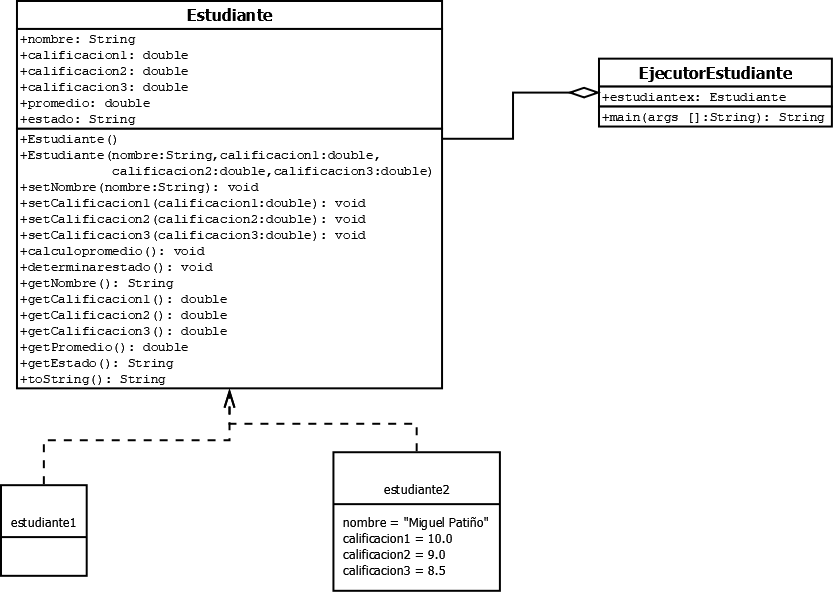 Estudiante
+nombre: String
+calificacion1: double
+calificacion2: double
+calificacion3: double
+promedio: double
+estado: String
+Estudiante()
+Estudiante(nombre:String,calificacion1:double,
calificacion2:double,calificacion3:double)
+setNombre(nombre:String): void
+setCalificacion1(calificacion1:double): void
+setCalificacion2(calificacion2:double): void
+setCalificacion3(calificacion3:double): void
+calculopromedio(): void
+determinarestado(): void
+getNombre(): String
+getCalificacion1(): double
+getCalificacion2(): double
+getCalificacion3(): double
+getPromedio(): double
+getEstado(): String
+toString(): String
EjecutorEstudiante
+estudiantex: Estudiante
+main(args []:String): String
estudiante1
estudiante2
nombre = "Miguel Patiño"
calificacion1 = 10.0
calificacion2 = 9.0
calificacion3 = 8.5